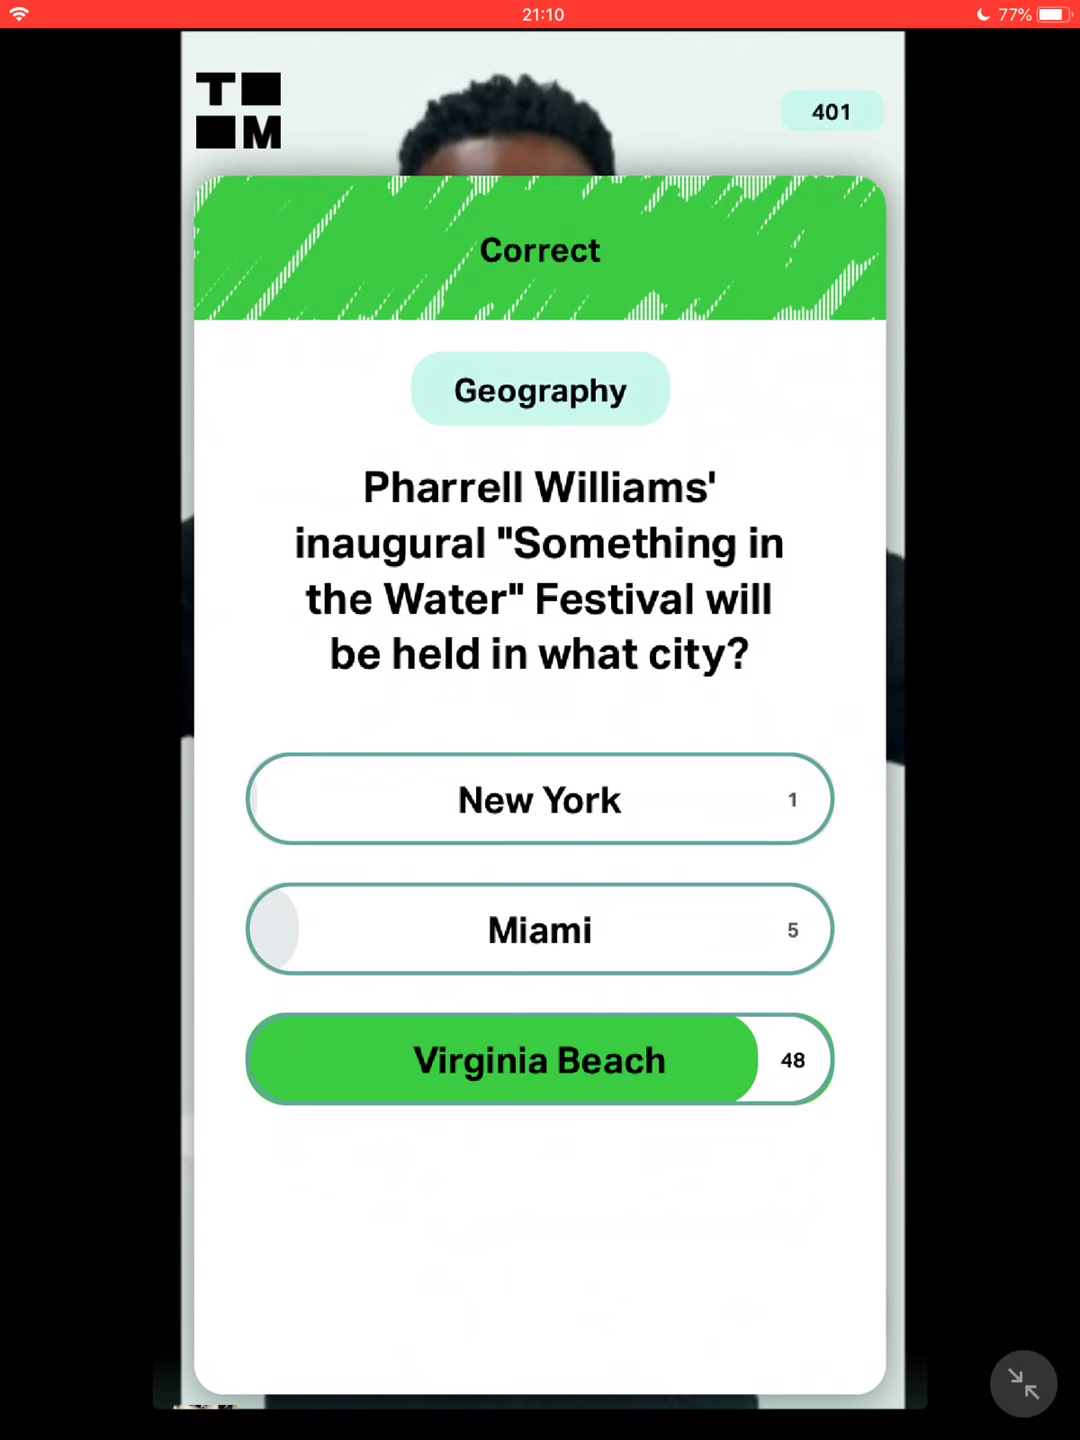 21:10
77%
T
M
401
Correct
Geography
Pharrell Williams'
inaugural "Something in
the Water" Festival will
be held in what city?
New York
1
Miami
5
Virginia Beach
48